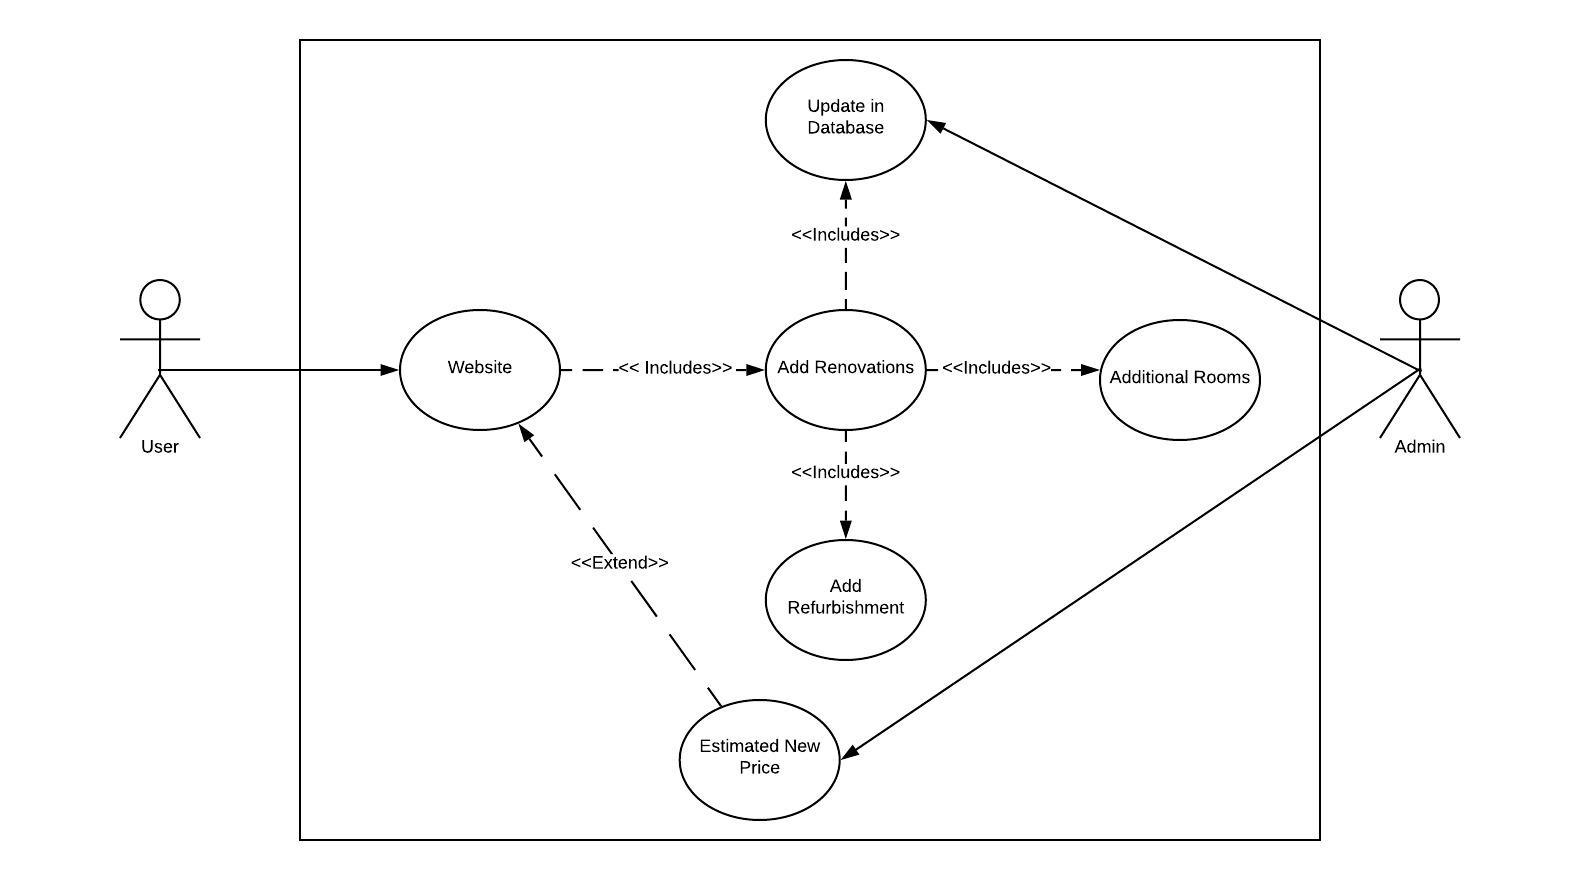 Update in
Database
<<Includes>>
Website
<< Includes>>
Add Renovations
<<Includes>>
Additional Rooms
User
Admin
<<Includes>>
<<Extend>>
Add
Refurbishment
Estimated New
Price